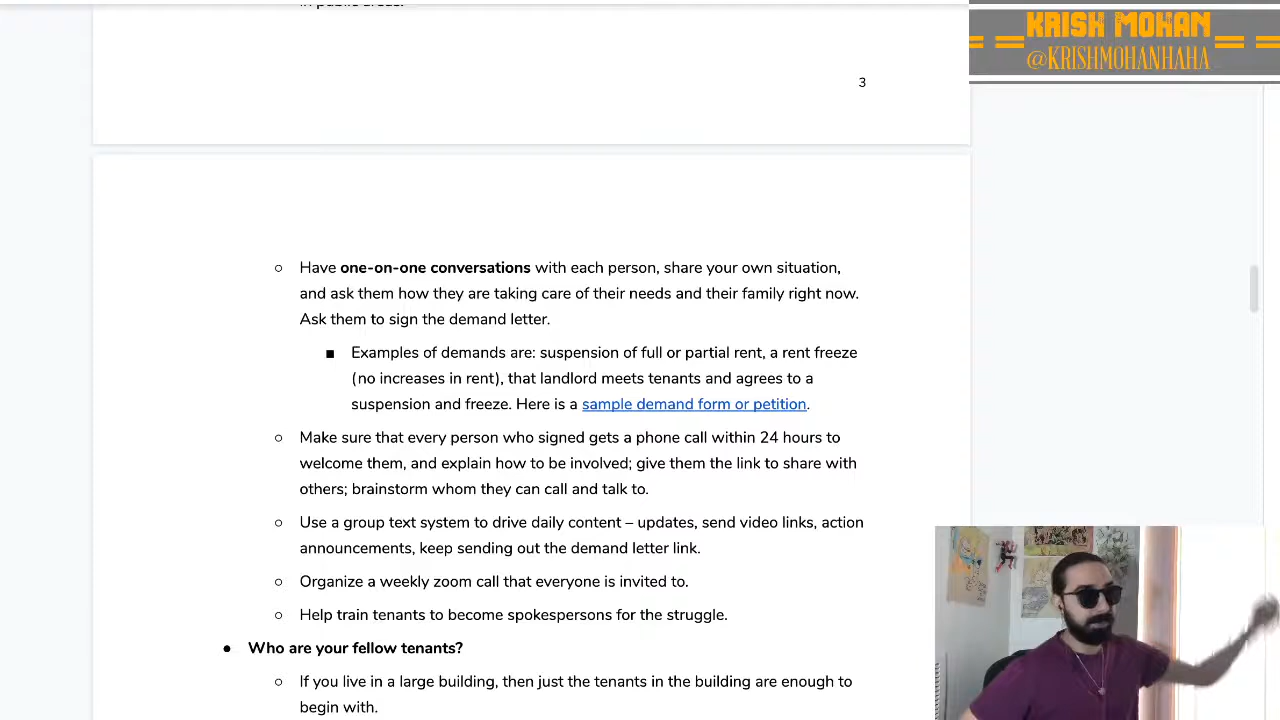 in public areas.
KRISH MOHAN
@KRISHMOHANHAHA
3
○ Have one-on-one conversations with each person, share your own situation,
and ask them how they are taking care of their needs and their family right now.
Ask them to sign the demand letter.
■ Examples of demands are: suspension of full or partial rent, a rent freeze
(no increases in rent), that landlord meets tenants and agrees to a
suspension and freeze. Here is a sample demand form or petition.
○ Make sure that every person who signed gets a phone call within 24 hours to
welcome them, and explain how to be involved; give them the link to share with
others; brainstorm whom they can call and talk to.
○ Use a group text system to drive daily content – updates, send video links, action
announcements, keep sending out the demand letter link.
○ Organize a weekly zoom call that everyone is invited to.
○ Help train tenants to become spokespersons for the struggle.
● Who are your fellow tenants?
○ If you live in a large building, then just the tenants in the building are enough to
begin with.